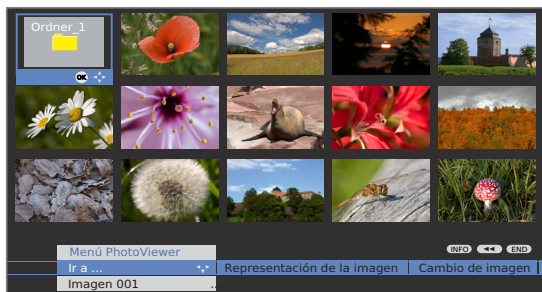 Ordner_1
OK
INFO ◄◄ END
Menú PhotoViewer
Ir a ... Representación de la imagen Cambio de imagen
Imagen 001 ..